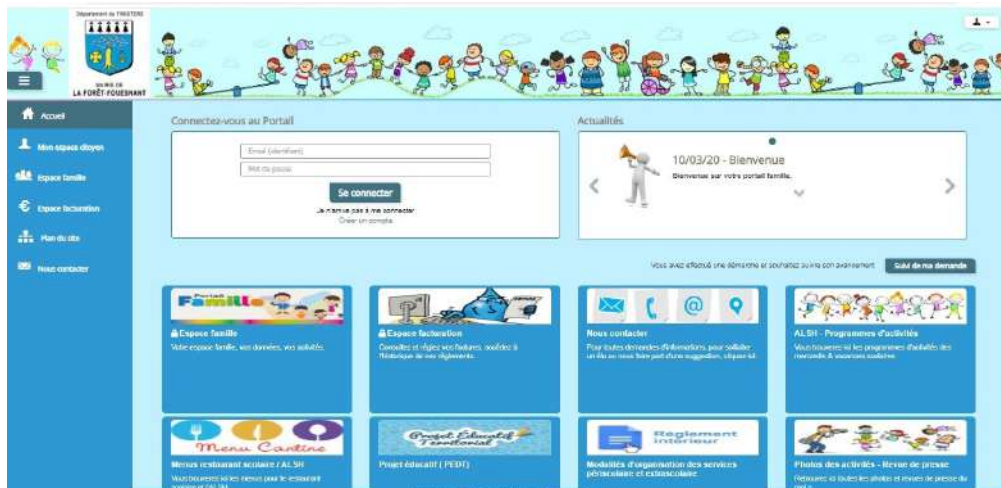 Département du FINISTERE
MAIRIE DE
LA FORÊT-FOUESNANT
Accueil
Mon espace citoyen
Espace famille
Espace facturation
Plan du site
Nous contacter
Connectez-vous au Portail
Email (identifiant)
Mot de passe
Se connecter
Je n'arrive pas à me connecter
Créer un compte
Actualités
10/03/20 - Bienvenue
Bienvenue sur votre portail famille.
Vous avez effectué une démarche et souhaitez suivre son avancement
Suivi de ma demande
Portail
Famille
Espace famille
Votre espace famille, vos données, vos activités.
Espace facturation
Consultez et réglez vos factures, accédez à
l'historique de vos règlements.
Nous contacter
Pour toutes demandes d'informations, pour solliciter
un élu ou nous faire part d'une suggestion, cliquez ici.
ALSH - Programmes d'activités
Vous trouverez ici les programmes d'activités des
mercredis & vacances scolaires
Menu Cantine
Menus restaurant scolaire / ALSH
Vous trouverez ici les menus pour le restaurant
scolaire et l'ALSH
Projet Éducatif
Territorial
Projet éducatif ( PEDT)
Règlement
intérieur
Modalités d'organisation des services
périscolaire et extrascolaire
Photos des activités - Revue de presse
Retrouvez ici toutes les photos et revues de presse du